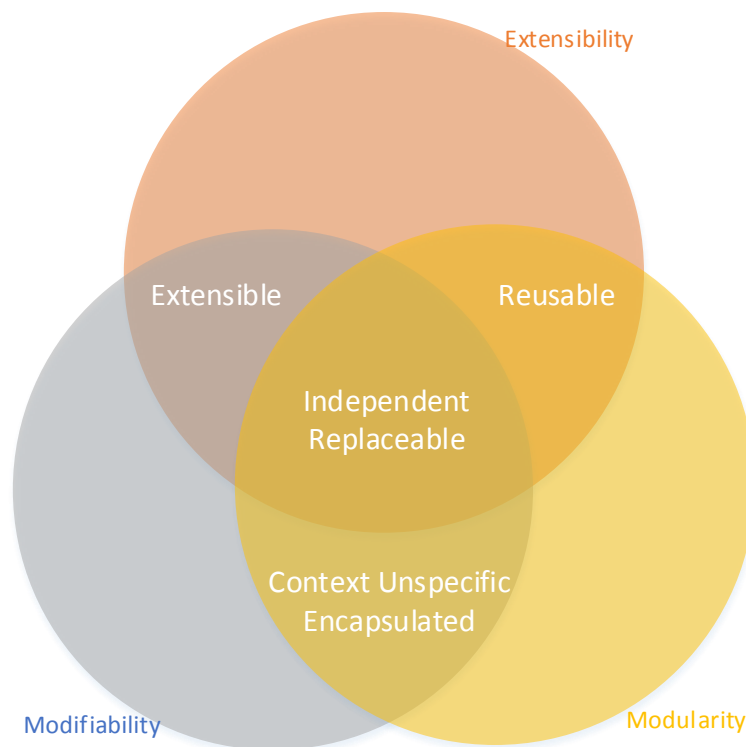 Extensibility
Extensible
Reusable
Independent
Replaceable
Context Unspecific
Encapsulated
Modifiability
Modularity